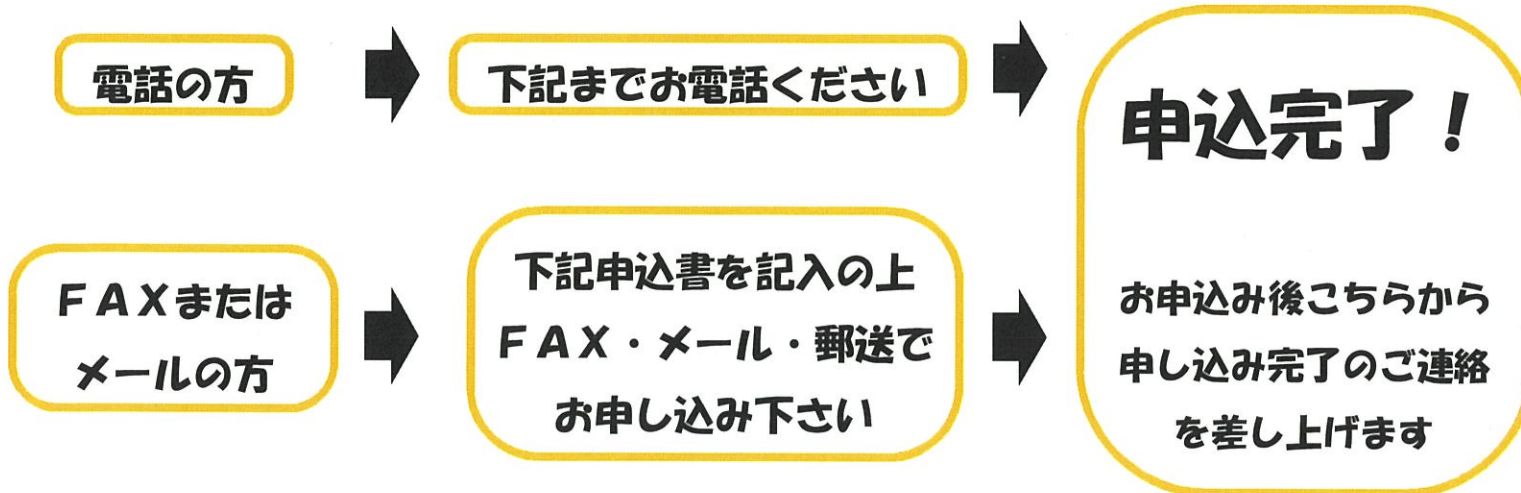 電話の方
下記までお電話ください
申込完了！
FAXまたは
メールの方
下記申込書を記入の上
FAX・メール・郵送で
お申し込み下さい
お申込み後こちらから
申し込み完了のご連絡
を差し上げます